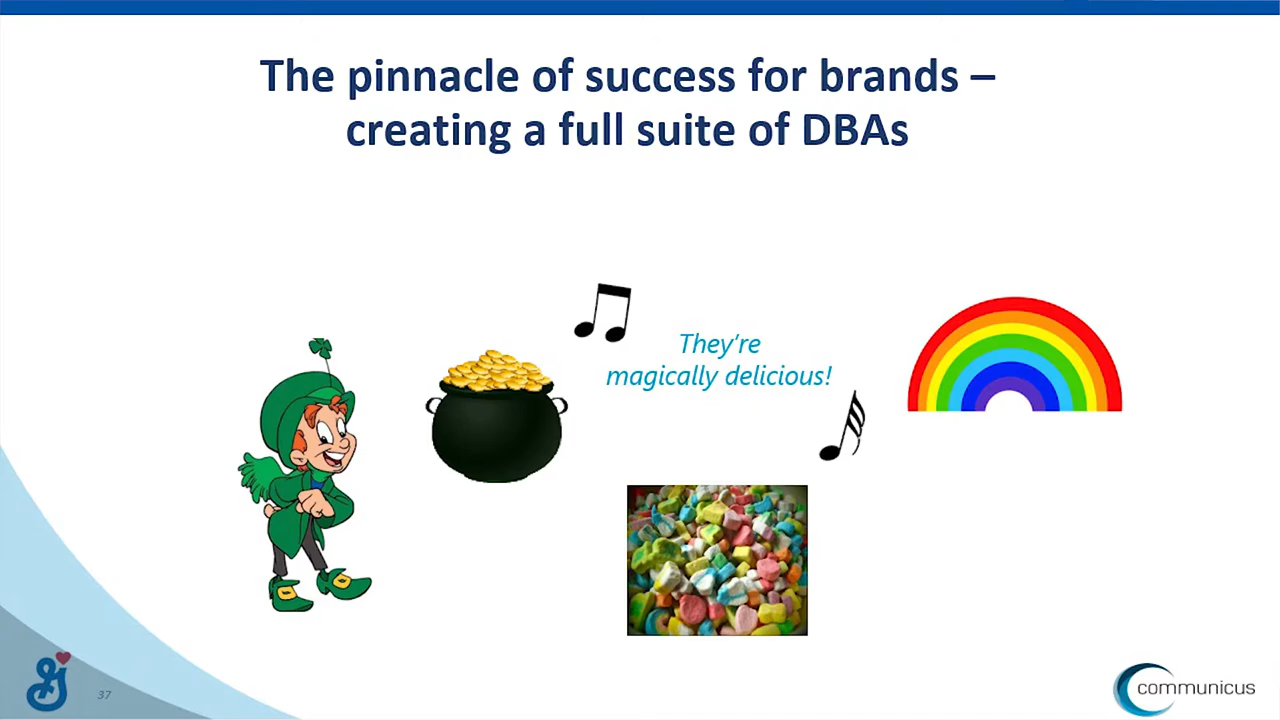 The pinnacle of success for brands –
creating a full suite of DBAs
They’re
magically delicious!
37
communicus